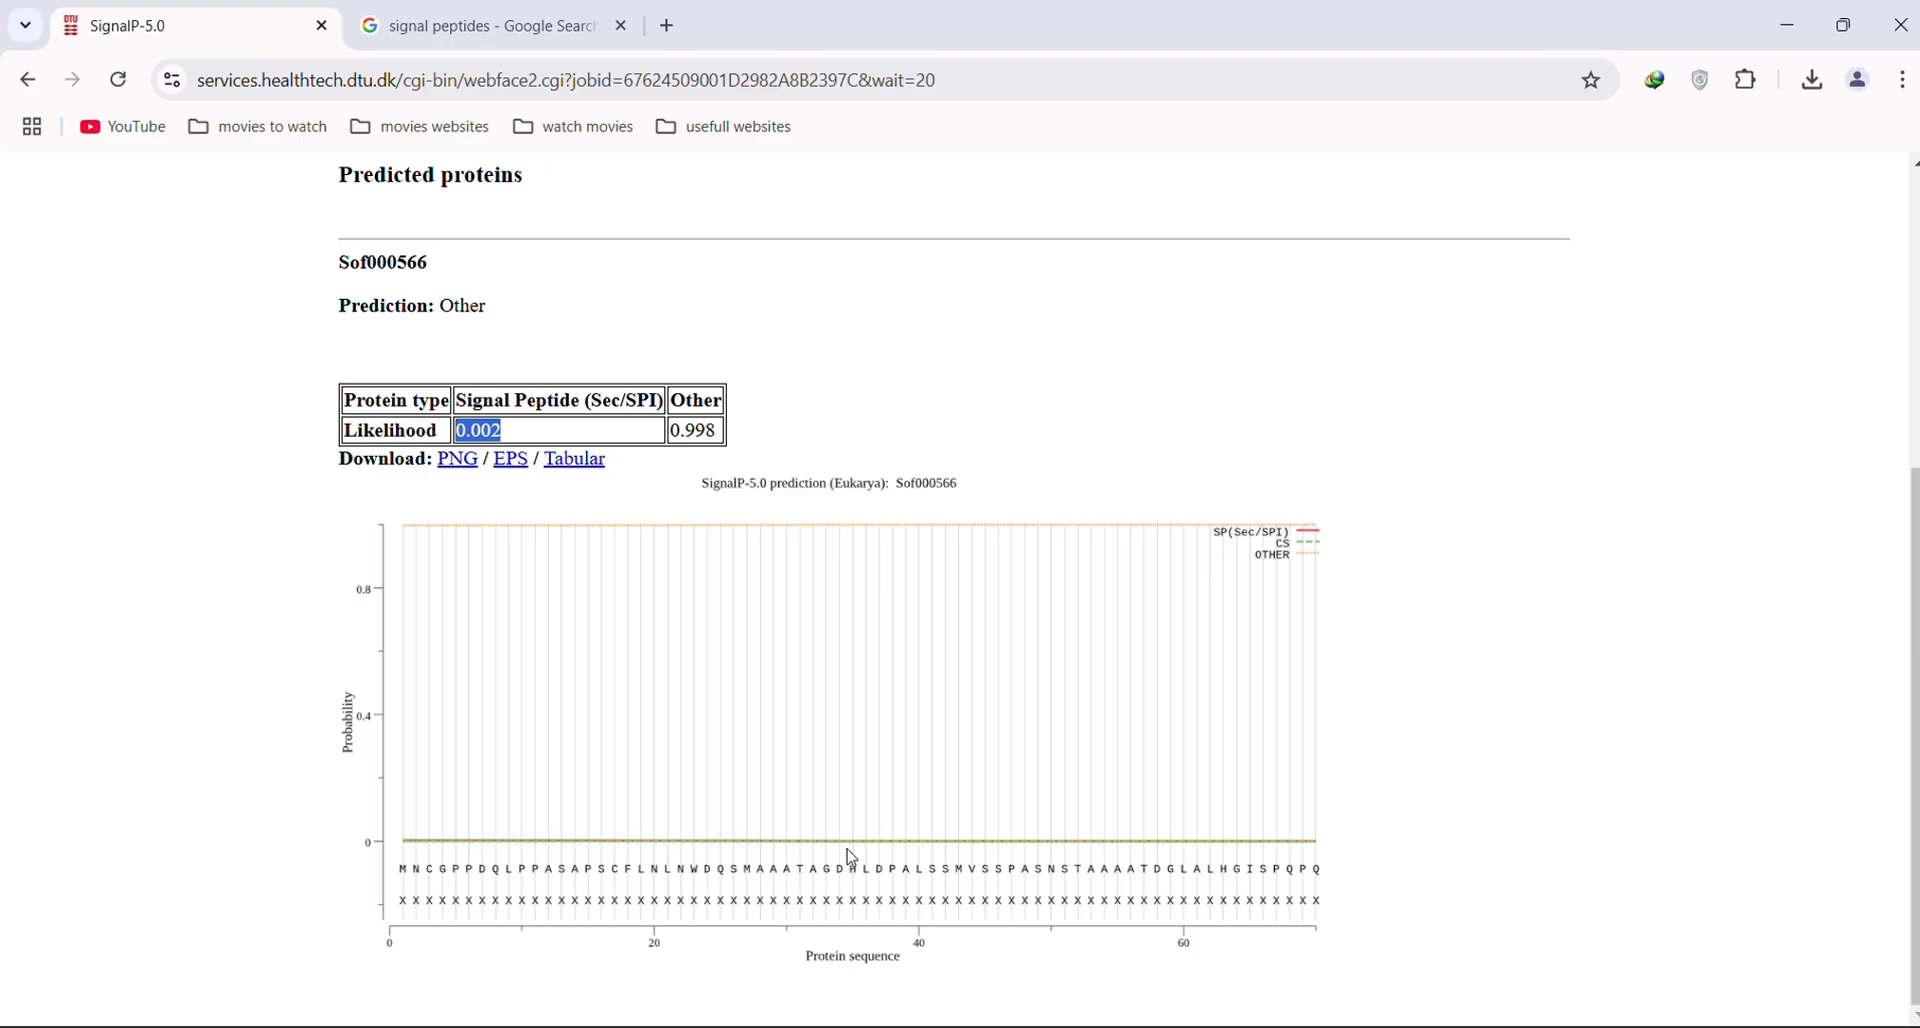 SignalP-5.0
signal peptides - Google Search
services.healthtech.dtu.dk/cgi-bin/webface2.cgi?jobid=67624509001D2982A8B2397C&wait=20
YouTube movies to watch movies websites watch movies usefull websites
Predicted proteins
Sof000566
Prediction: Other
Protein type Signal Peptide (Sec/SPI) Other
Likelihood 0.002 0.998
Download: PNG / EPS / Tabular
SignalP-5.0 prediction (Eukarya): Sof000566
SP(Sec/SPI)
CS
OTHER
0.8
0.4
0
Probability
M N C G P P D Q L P P A S A P S C F L N L N W D Q S M A A A T A G D H L D P A L S S M V S S P A S N S T A A A A T D G L A L H G I S P Q P Q
X X X X X X X X X X X X X X X X X X X X X X X X X X X X X X X X X X X X X X X X X X X X X X X X X X X X X X X X X X X X X X X X X X X X X X
0 20 40 60
Protein sequence